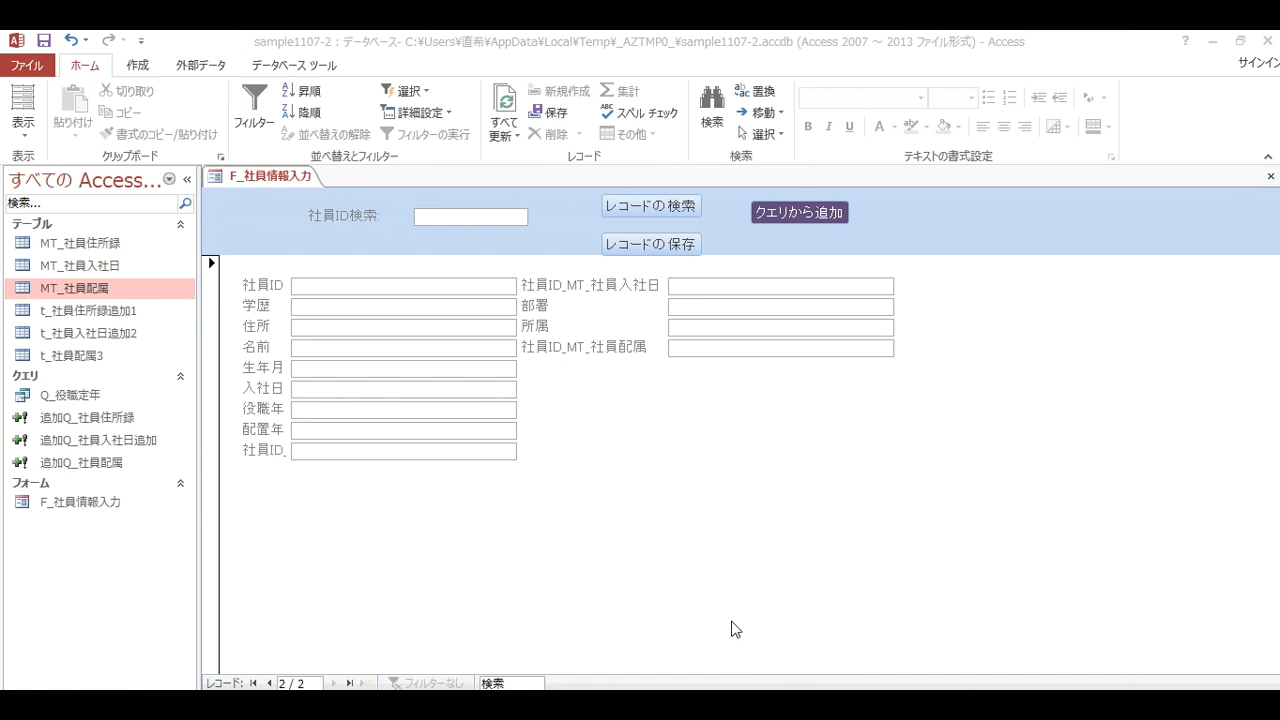 sample1107-2 : データベース- C:¥Users¥直希¥AppData¥Local¥Temp¥_AZTMP0_¥sample1107-2.accdb (Access 2007 ～ 2013 ファイル形式) - Access
ファイル ホーム 作成 外部データ データベース ツール サインイン
表示
貼り付け
切り取り
コピー
書式のコピー/貼り付け
フィルター
昇順
降順
並べ替えの解除
選択
詳細設定
フィルターの実行
すべて
更新
新規作成
保存
削除
集計
スペル チェック
その他
検索
置換
移動
選択
B I U A
表示 クリップボード 並べ替えとフィルター レコード 検索 テキストの書式設定
すべての Access...
検索...
テーブル
MT_社員住所録
MT_社員入社日
MT_社員配属
t_社員住所録追加1
t_社員入社日追加2
t_社員配属3
クエリ
Q_役職定年
追加Q_社員住所録
追加Q_社員入社日追加
追加Q_社員配属
フォーム
F_社員情報入力
F_社員情報入力
社員ID検索:
レコードの検索
クエリから追加
レコードの保存
社員ID 社員ID_MT_社員入社日
学歴 部署
住所 所属
名前 社員ID_MT_社員配属
生年月
入社日
役職年
配置年
社員ID_
レコード: 2 / 2 フィルターなし 検索